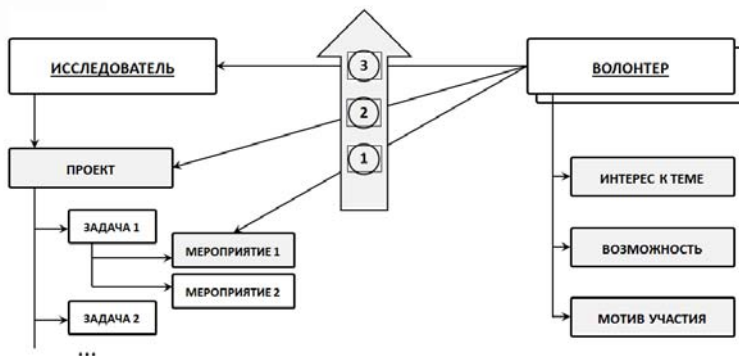 ИССЛЕДОВАТЕЛЬ
3
ВОЛОНТЕР
2
1
ПРОЕКТ
ИНТЕРЕС К ТЕМЕ
ЗАДАЧА 1
МЕРОПРИЯТИЕ 1
ВОЗМОЖНОСТЬ
МЕРОПРИЯТИЕ 2
ЗАДАЧА 2
МОТИВ УЧАСТИЯ
...